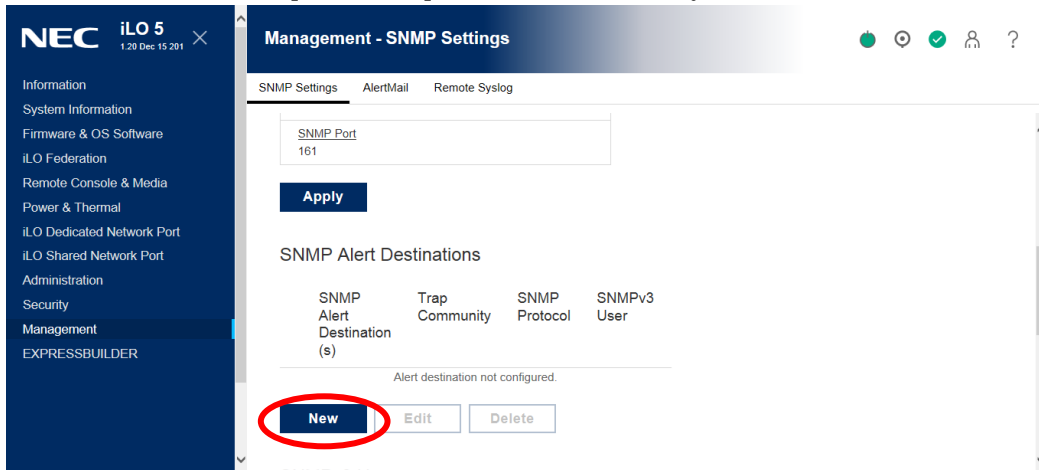 NEC iLO 5
1.20 Dec 15 201
Information
System Information
Firmware & OS Software
iLO Federation
Remote Console & Media
Power & Thermal
iLO Dedicated Network Port
iLO Shared Network Port
Administration
Security
Management
EXPRESSBUILDER
Management - SNMP Settings
?
SNMP Settings AlertMail Remote Syslog
SNMP Port
161
Apply
SNMP Alert Destinations
SNMP Alert Destination (s) Trap Community SNMP Protocol SNMPv3 User
Alert destination not configured.
New Edit Delete